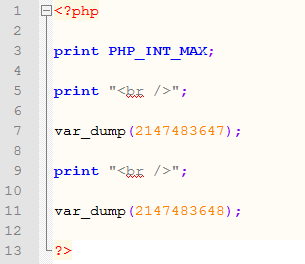 1 <?php
2
3 print PHP_INT_MAX;
4
5 print "<br />";
6
7 var_dump(2147483647);
8
9 print "<br />";
10
11 var_dump(2147483648);
12
13 ?>